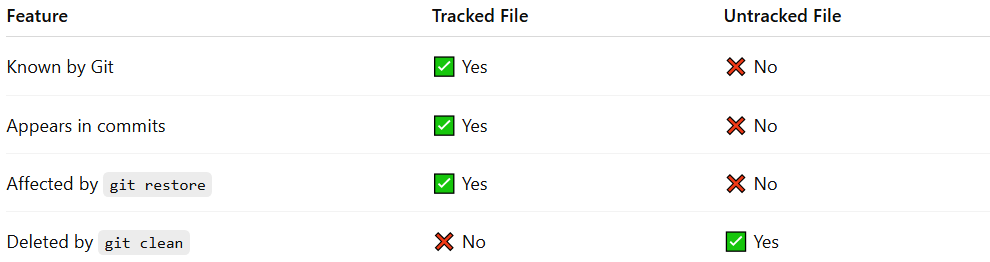 Feature Tracked File Untracked File
Known by Git ✅ Yes ❌ No
Appears in commits ✅ Yes ❌ No
Affected by git restore ✅ Yes ❌ No
Deleted by git clean ❌ No ✅ Yes